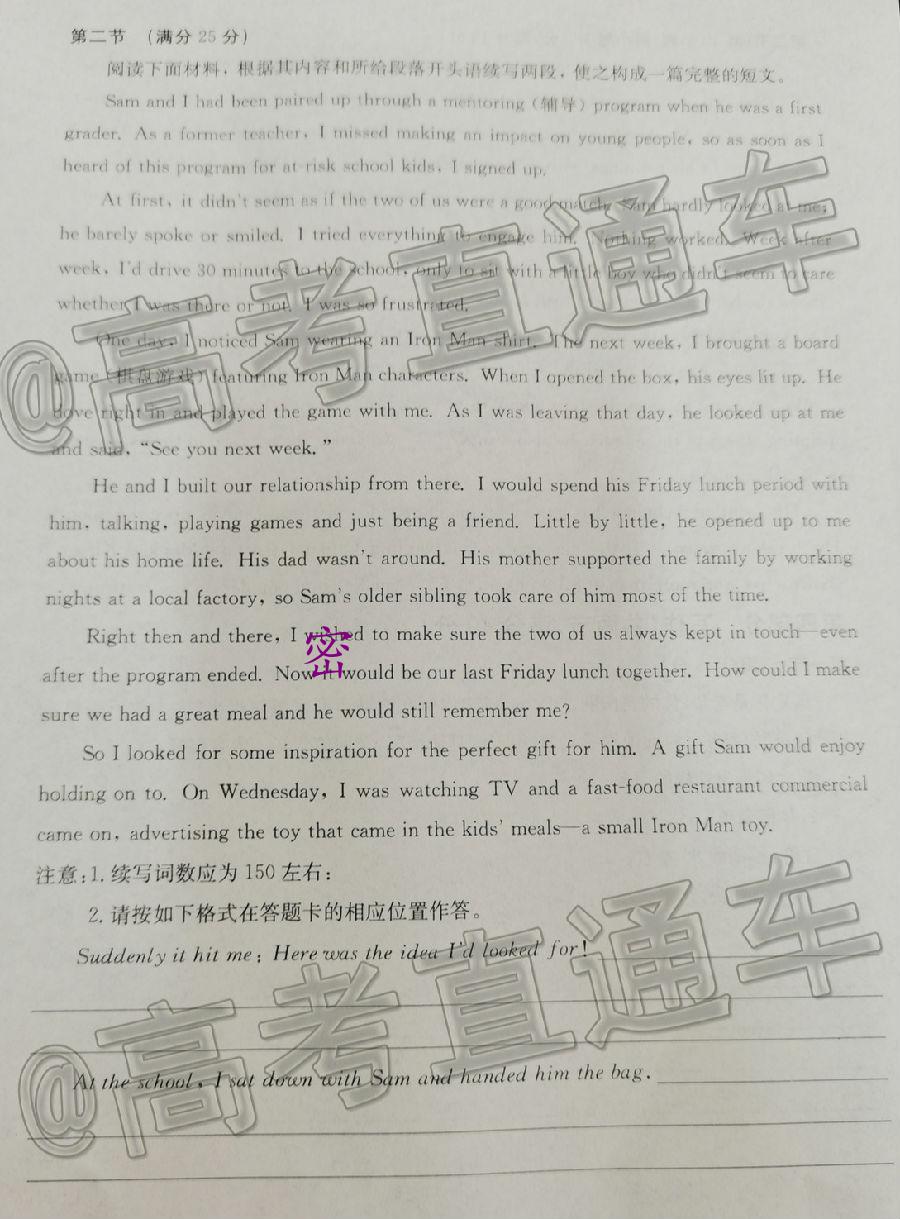 第二节 (满分 25 分)
阅读下面材料，根据其内容和所给段落开头语续写两段，使之构成一篇完整的短文。
Sam and I had been paired up through a mentoring (辅导) program when he was a first
grader. As a former teacher, I missed making an impact on young people, so as soon as I
heard of this program for at-risk school kids, I signed up.
At first, it didn't seem as if the two of us were a good match. Sam hardly looked at me;
he barely spoke or smiled. I tried everything to engage him. Nothing worked. Week after
week, I'd drive 30 minutes to the school, only to sit with a little boy who didn't seem to care
whether I was there or not. I was so frustrated.
One day, I noticed Sam wearing an Iron Man shirt. The next week, I brought a board
game (棋盘游戏) featuring Iron Man characters. When I opened the box, his eyes lit up. He
dove right in and played the game with me. As I was leaving that day, he looked up at me
and said, “See you next week.”
He and I built our relationship from there. I would spend his Friday lunch period with
him, talking, playing games and just being a friend. Little by little, he opened up to me
about his home life. His dad wasn't around. His mother supported the family by working
nights at a local factory, so Sam's older sibling took care of him most of the time.
Right then and there, I to make sure the two of us always kept in touch—even
after the program ended. Now would be our last Friday lunch together. How could I make
sure we had a great meal and he would still remember me?
So I looked for some inspiration for the perfect gift for him. A gift Sam would enjoy
holding on to. On Wednesday, I was watching TV and a fast-food restaurant commercial
came on, advertising the toy that came in the kids' meals—a small Iron Man toy.
注意:1. 续写词数应为 150 左右;
2. 请按如下格式在答题卡的相应位置作答。
Suddenly it hit me: Here was the idea I'd looked for!
At the school, I sat down with Sam and handed him the bag.
密
@高考直通车
@高考直通车